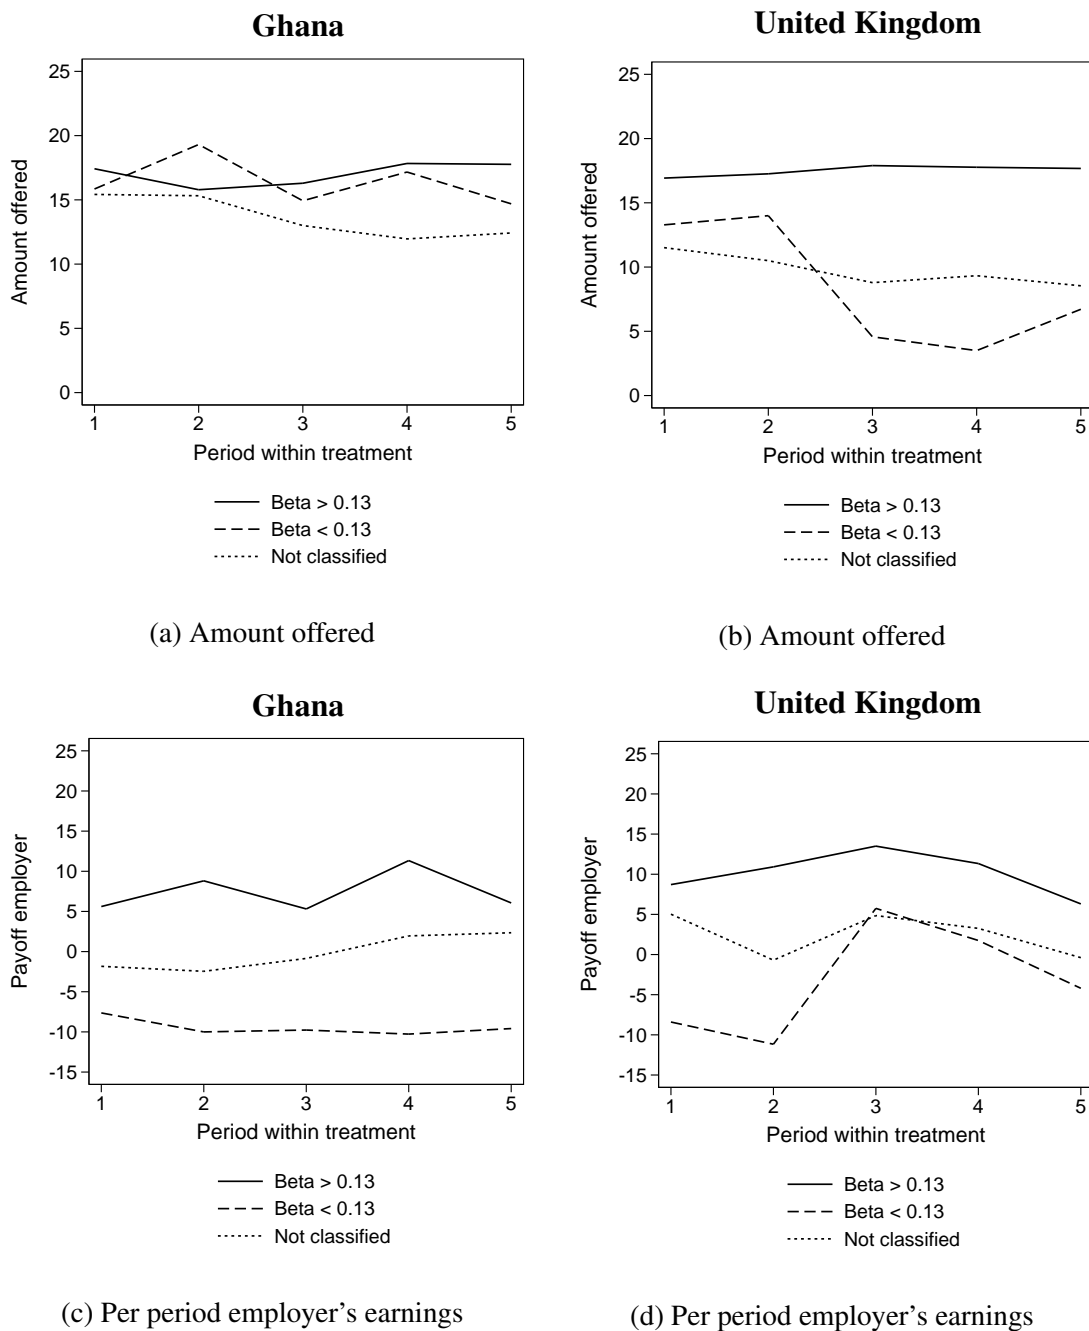 Ghana
Amount offered
25
20
15
10
5
0
1 2 3 4 5
Period within treatment
Beta > 0.13
Beta < 0.13
Not classified
(a) Amount offered
United Kingdom
Amount offered
25
20
15
10
5
0
1 2 3 4 5
Period within treatment
Beta > 0.13
Beta < 0.13
Not classified
(b) Amount offered
Ghana
Payoff employer
25
20
15
10
5
0
-5
-10
-15
1 2 3 4 5
Period within treatment
Beta > 0.13
Beta < 0.13
Not classified
(c) Per period employer's earnings
United Kingdom
Payoff employer
25
20
15
10
5
0
-5
-10
-15
1 2 3 4 5
Period within treatment
Beta > 0.13
Beta < 0.13
Not classified
(d) Per period employer's earnings